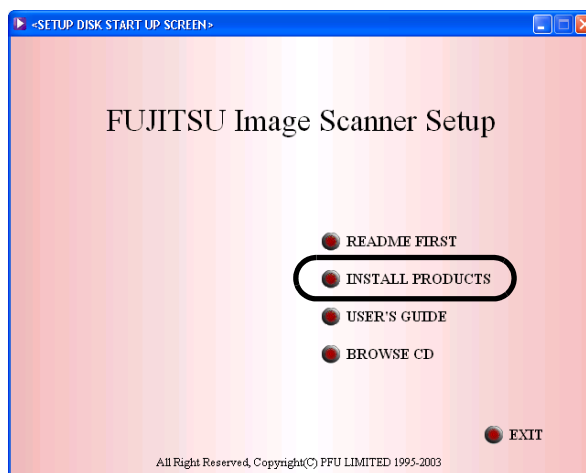 <SETUP DISK START UP SCREEN>
FUJITSU Image Scanner Setup
README FIRST
INSTALL PRODUCTS
USER'S GUIDE
BROWSE CD
EXIT
All Right Reserved, Copyright(C) PFU LIMITED 1995-2003